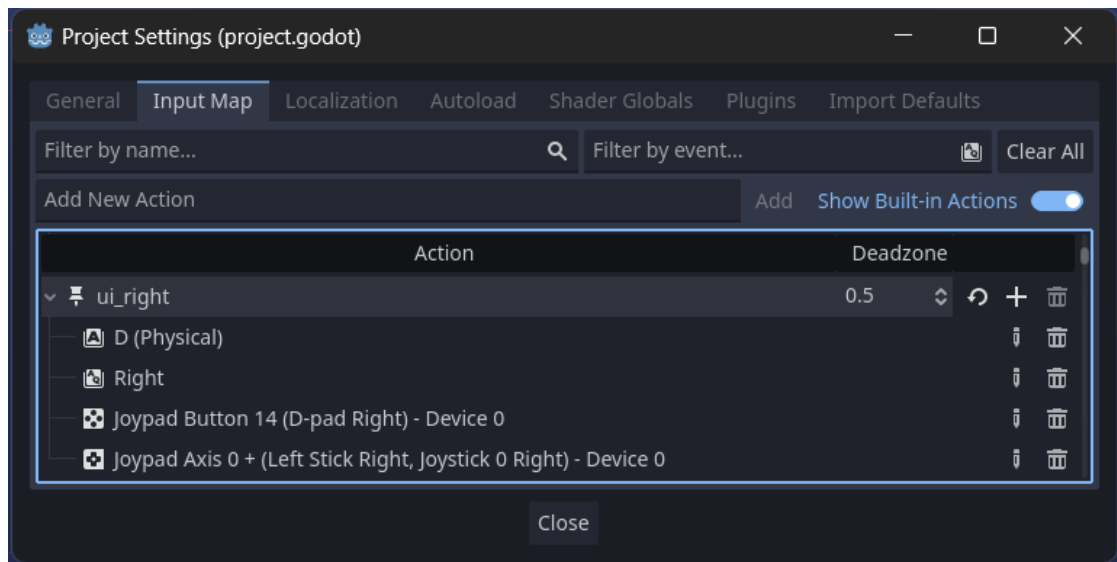 Project Settings (project.godot)
General Input Map Localization Autoload Shader Globals Plugins Import Defaults
Filter by name... Filter by event... Clear All
Add New Action Add Show Built-in Actions
Action Deadzone
ui_right 0.5
D (Physical)
Right
Joypad Button 14 (D-pad Right) - Device 0
Joypad Axis 0 + (Left Stick Right, Joystick 0 Right) - Device 0
Close